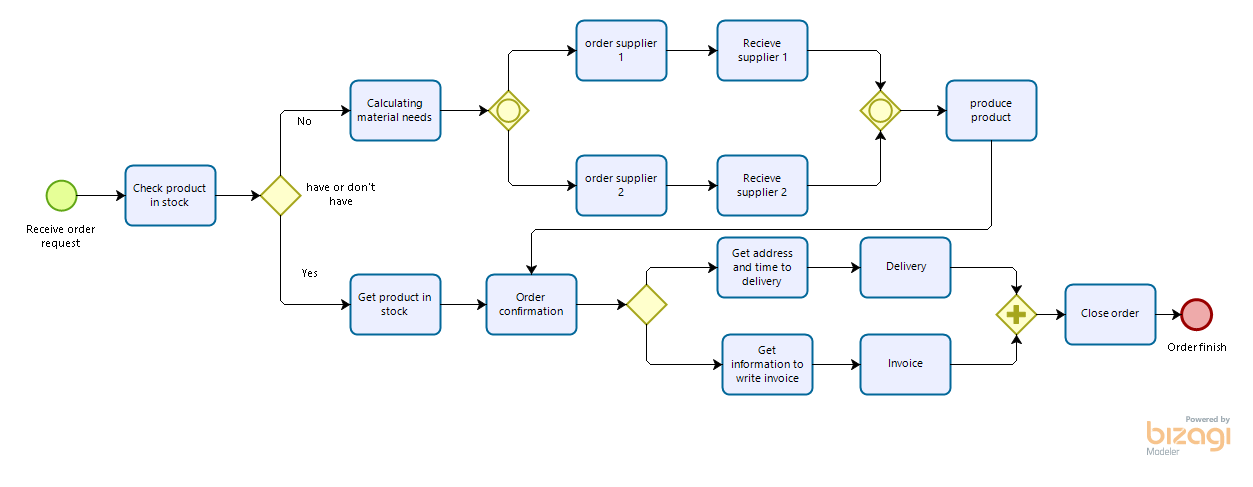 order supplier
1
Recieve
supplier 1
Calculating
material needs
No
produce
product
Check product
in stock
have or don't
have
order supplier
2
Recieve
supplier 2
Receive order
request
Yes
Get product in
stock
Order
confirmation
Get address
and time to
delivery
Delivery
Get
information to
write invoice
Invoice
Close order
Order finish
Powered by
bizagi
Modeler